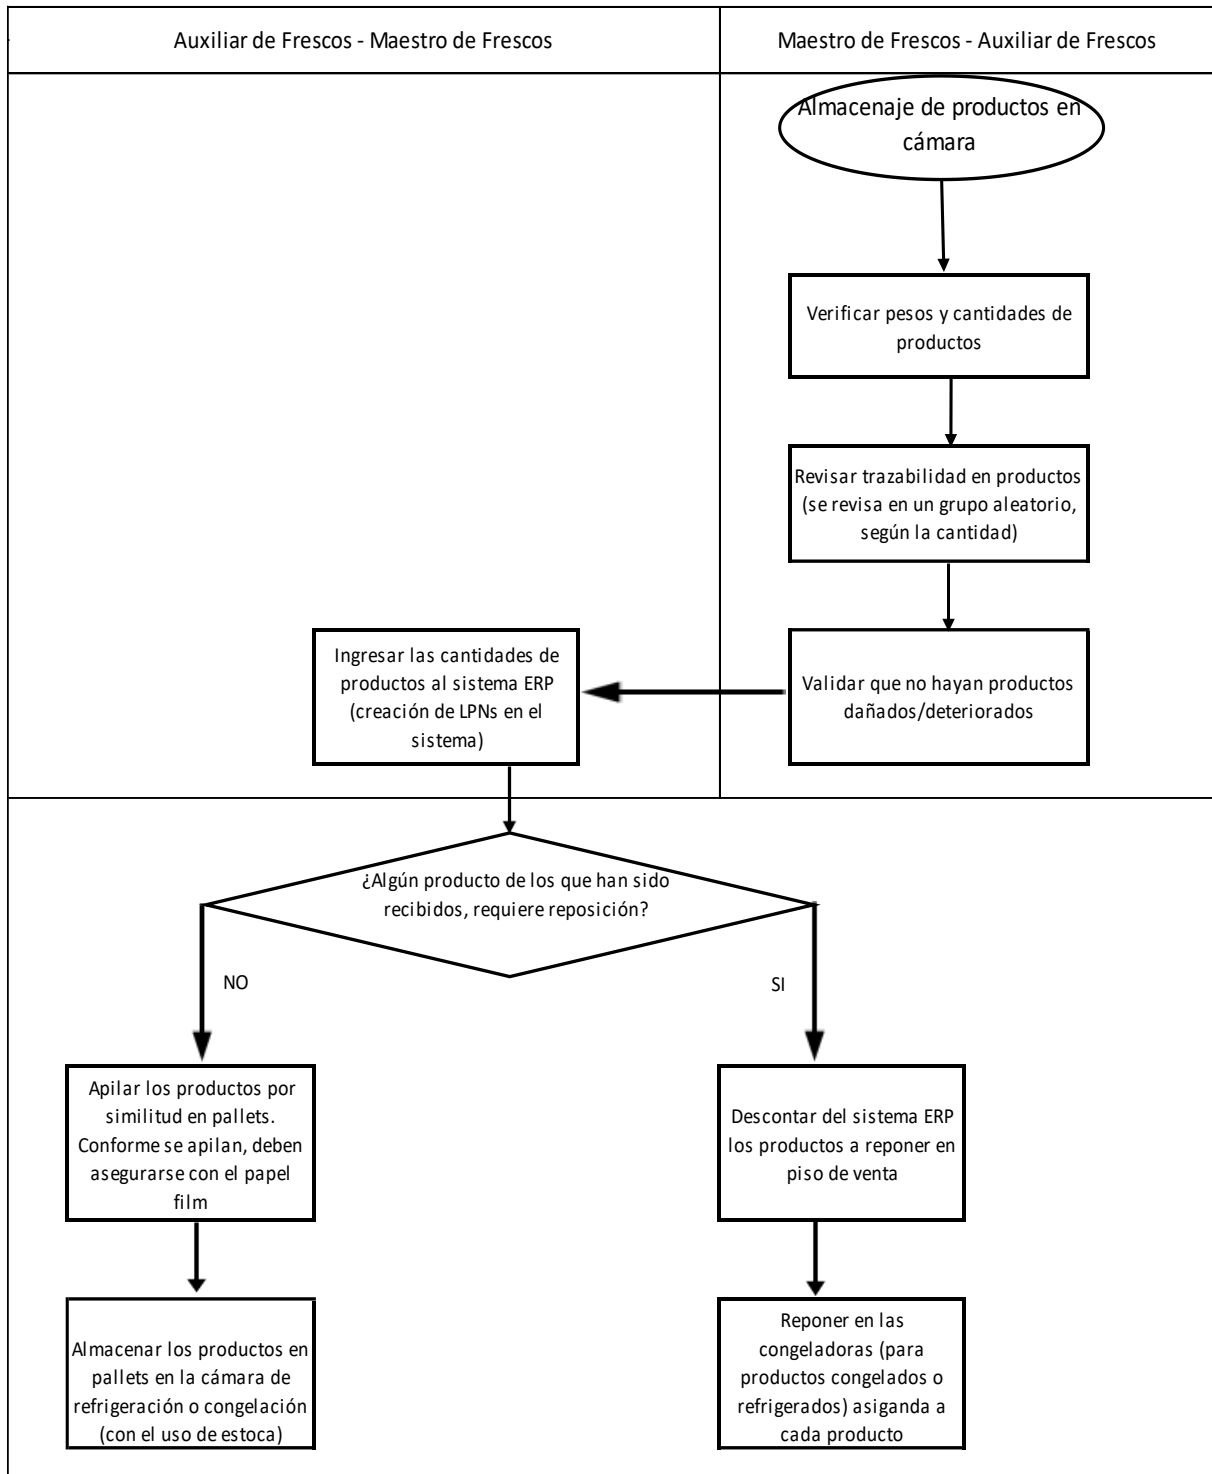 Auxiliar de Frescos - Maestro de Frescos
Maestro de Frescos - Auxiliar de Frescos
Almacenaje de productos en
cámara
Verificar pesos y cantidades de
productos
Revisar trazabilidad en productos
(se revisa en un grupo aleatorio,
según la cantidad)
Validar que no hayan productos
dañados/deteriorados
Ingresar las cantidades de
productos al sistema ERP
(creación de LPNs en el
sistema)
¿Algún producto de los que han sido
recibidos, requiere reposición?
NO
SI
Apilar los productos por
similitud en pallets.
Conforme se apilan, deben
asegurarse con el papel
film
Descontar del sistema ERP
los productos a reponer en
piso de venta
Almacenar los productos en
pallets en la cámara de
refrigeración o congelación
(con el uso de estoca)
Reponer en las
congeladoras (para
productos congelados o
refrigerados) asiganda a
cada producto